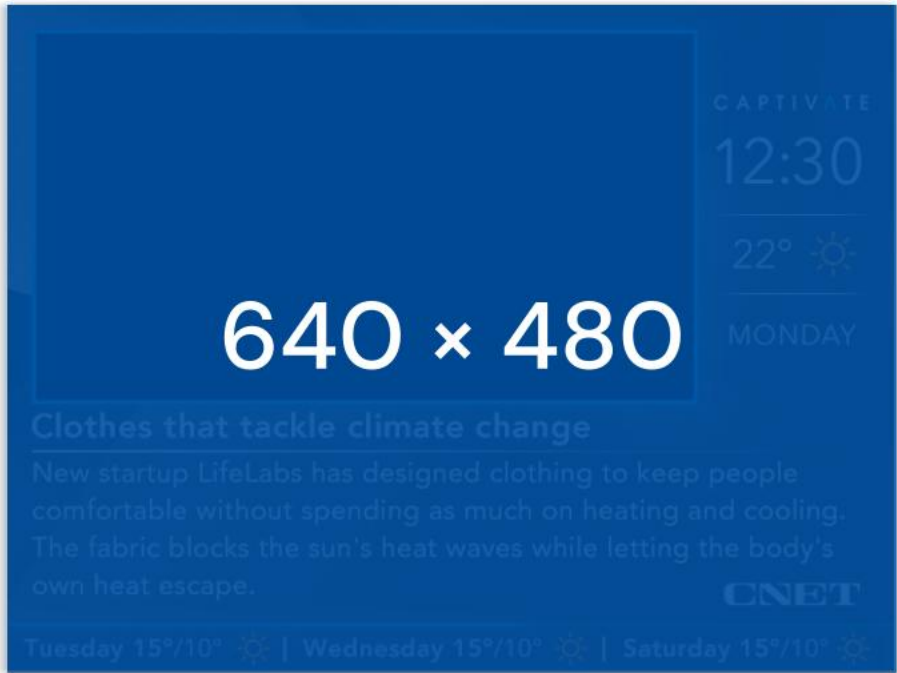 CAPTIVATE
12:30
22°
MONDAY
640 × 480
Clothes that tackle climate change
New startup LifeLabs has designed clothing to keep people
comfortable without spending as much on heating and cooling.
The fabric blocks the sun's heat waves while letting the body's
own heat escape.
CNET
Tuesday 15°/10° | Wednesday 15°/10° | Saturday 15°/10°